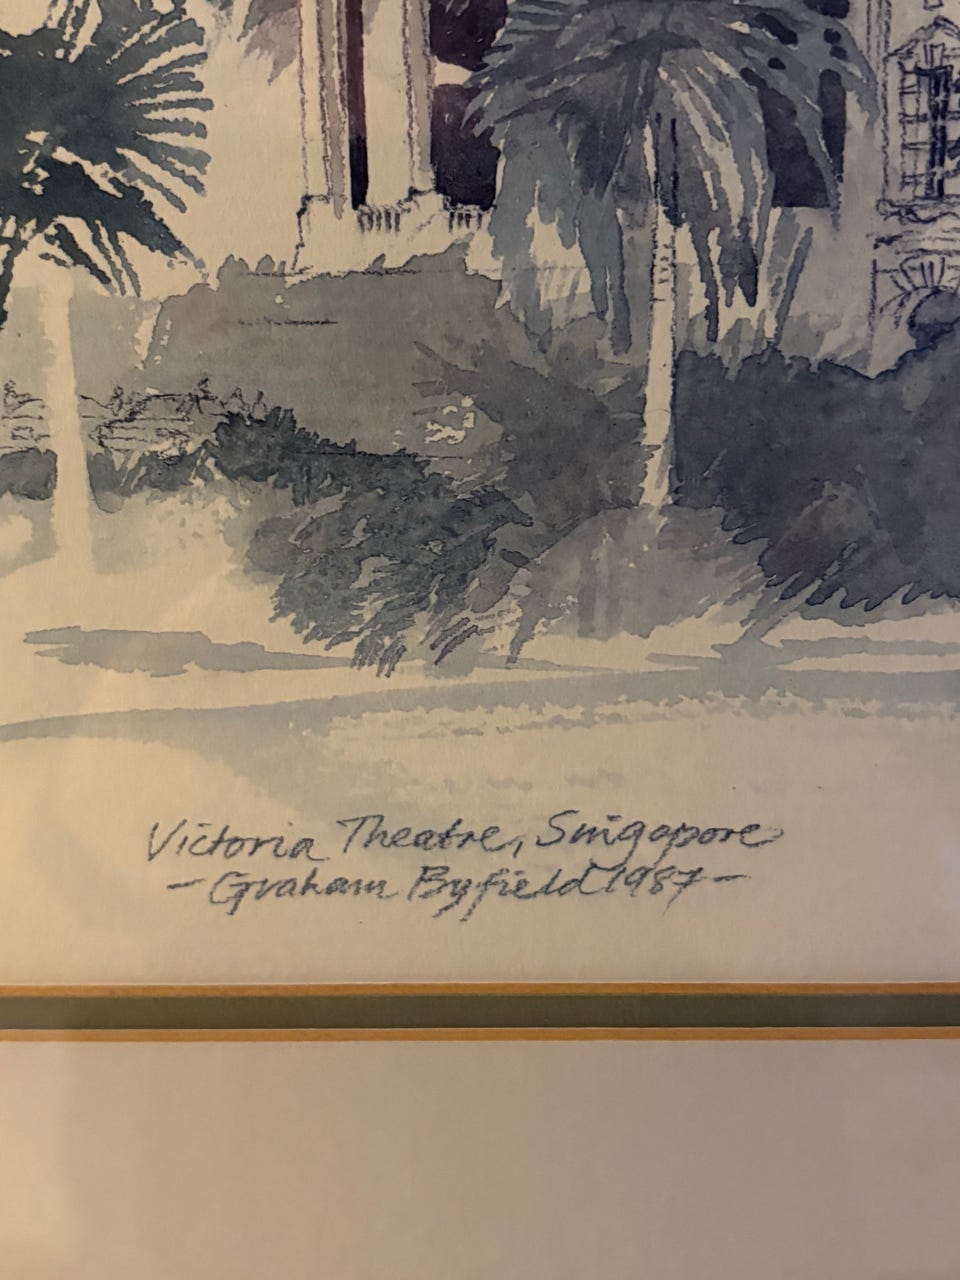 Victoria Theatre, Singapore
- Graham Byfield 1987 -